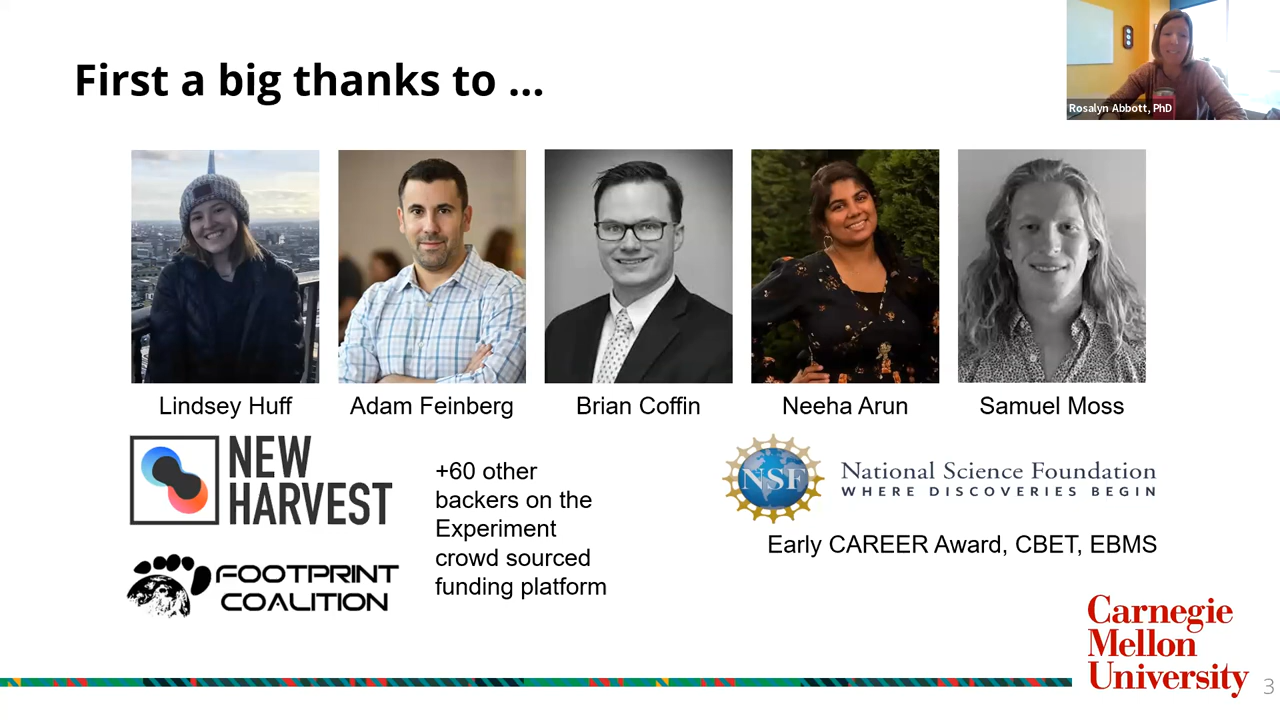 First a big thanks to ...
Rosalyn Abbott, PhD
Lindsey Huff
Adam Feinberg
Brian Coffin
Neeha Arun
Samuel Moss
NEW
HARVEST
FOOTPRINT
COALITION
+60 other
backers on the
Experiment
crowd sourced
funding platform
NSF
National Science Foundation
WHERE DISCOVERIES BEGIN
Early CAREER Award, CBET, EBMS
Carnegie
Mellon
University
3